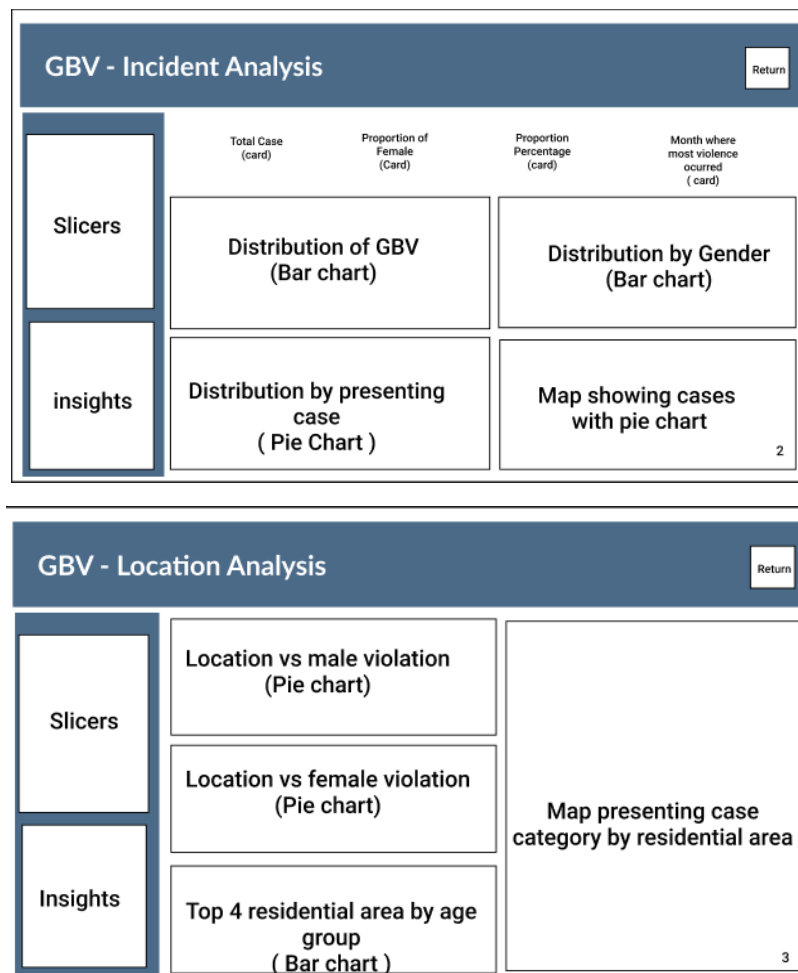 GBV - Incident Analysis
Return
Total Case
(card)
Proportion of
Female
(Card)
Proportion
Percentage
(card)
Month where
most violence
ocurred
( card)
Slicers
Distribution of GBV
(Bar chart)
Distribution by Gender
(Bar chart)
insights
Distribution by presenting
case
( Pie Chart )
Map showing cases
with pie chart
2
GBV - Location Analysis
Return
Slicers
Location vs male violation
(Pie chart)
Location vs female violation
(Pie chart)
Map presenting case
category by residential area
Insights
Top 4 residential area by age
group
( Bar chart )
3